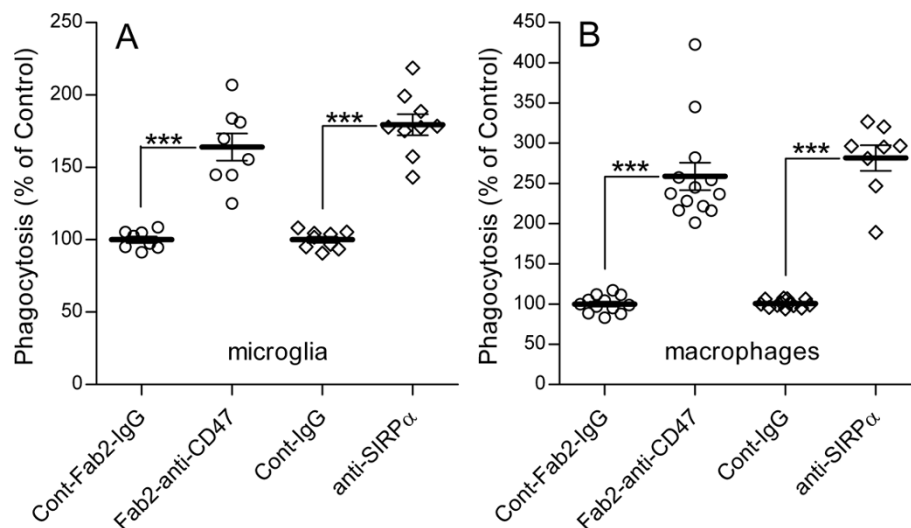 A
Phagocytosis (% of Control)
250
200
150
100
50
0
***
***
microglia
Cont-Fab2-IgG
Fab2-anti-CD47
Cont-IgG
anti-SIRPα
B
Phagocytosis (% of Control)
450
400
350
300
250
200
150
100
50
0
***
***
macrophages
Cont-Fab2-IgG
Fab2-anti-CD47
Cont-IgG
anti-SIRPα